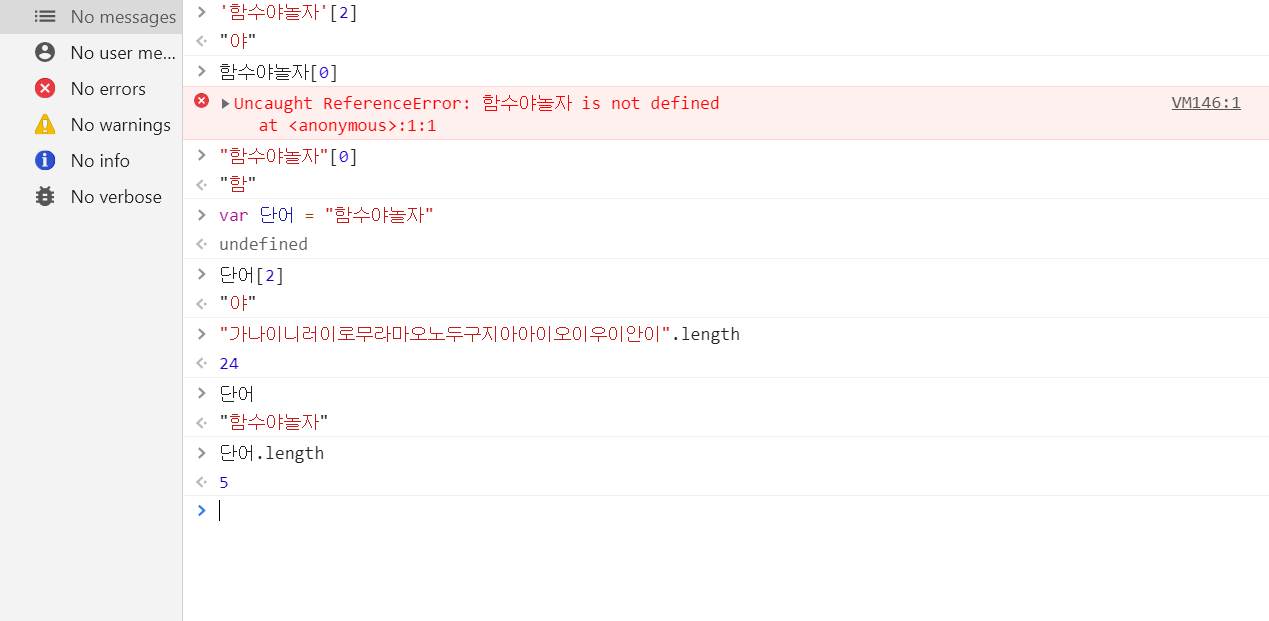 No messages
No user me...
No errors
No warnings
No info
No verbose
'함수야놀자'[2]
"야"
함수야놀자[0]
Uncaught ReferenceError: 함수야놀자 is not defined VM146:1
at <anonymous>:1:1
"함수야놀자"[0]
"함"
var 단어 = "함수야놀자"
undefined
단어[2]
"야"
"가나이니러이로무라마오노두구지아아이오이우이안이".length
24
단어
"함수야놀자"
단어.length
5